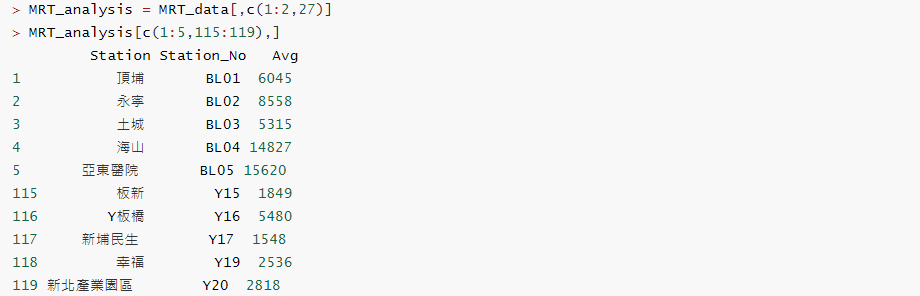 > MRT_analysis = MRT_data[,c(1:2,27)]
> MRT_analysis[c(1:5,115:119),]
Station Station_No Avg
1 頂埔 BL01 6045
2 永寧 BL02 8558
3 土城 BL03 5315
4 海山 BL04 14827
5 亞東醫院 BL05 15620
115 板新 Y15 1849
116 Y板橋 Y16 5480
117 新埔民生 Y17 1548
118 幸福 Y19 2536
119 新北產業園區 Y20 2818